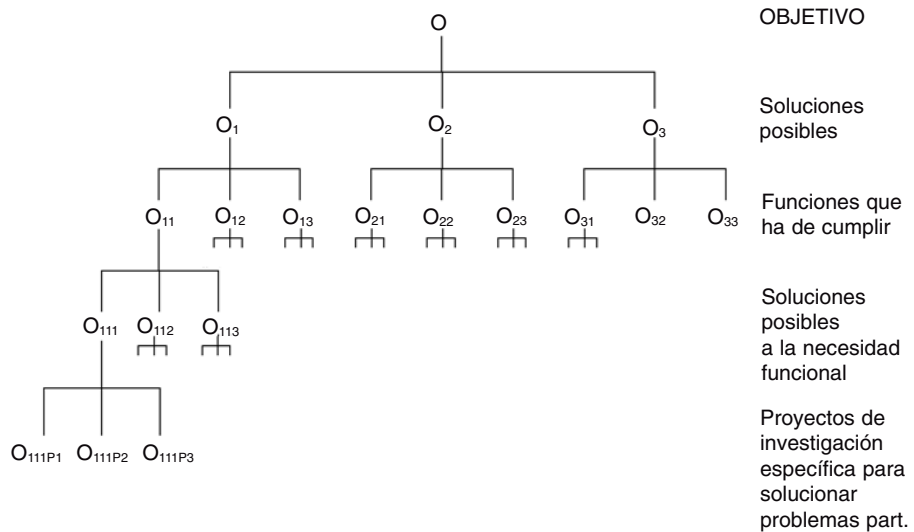 O OBJETIVO
O₁ O₂ O₃ Soluciones
posibles
O₁₁ O₁₂ O₁₃ O₂₁ O₂₂ O₂₃ O₃₁ O₃₂ O₃₃ Funciones que
ha de cumplir
O₁₁₁ O₁₁₂ O₁₁₃ Soluciones
posibles
a la necesidad
funcional
O₁₁₁P₁ O₁₁₁P₂ O₁₁₁P₃ Proyectos de
investigación
específica para
solucionar
problemas part.